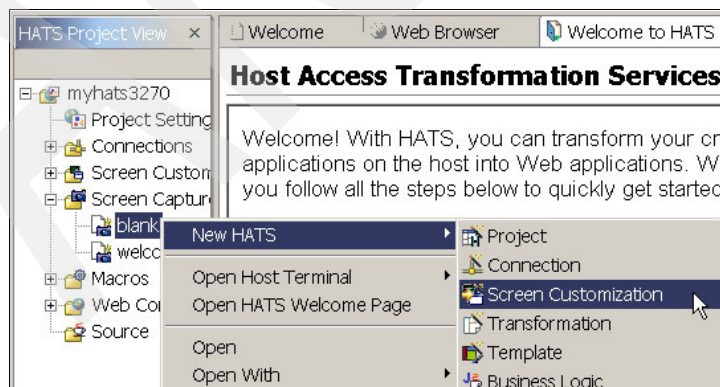 HATS Project View
Welcome
Web Browser
Welcome to HATS
Host Access Transformation Services
myhats3270
Project Setting
Connections
Screen Custom
Screen Captur
blank
welcc
Macros
Web Co
Source
Welcome! With HATS, you can transform your cr
applications on the host into Web applications. W
you follow all the steps below to quickly get started
New HATS
Open Host Terminal
Open HATS Welcome Page
Open
Open With
Project
Connection
Screen Customization
Transformation
Template
Business Logic